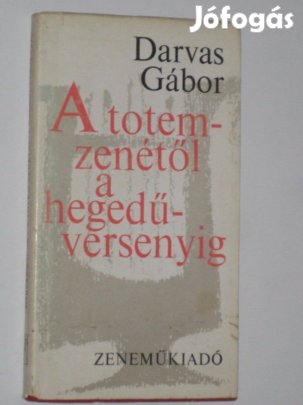 Jófogás
Darvas
Gábor
A totem-
zenétől
a
hegedű-
versenyig
ZENEMŰKIADÓ